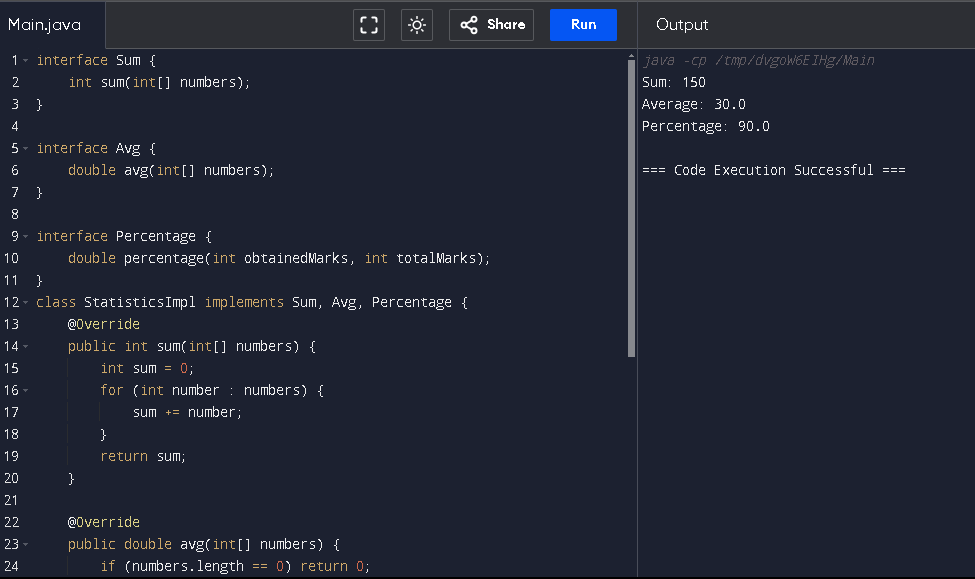 Main.java
Share
Run
Output
1 interface Sum {
2     int sum(int[] numbers);
3 }
4
5 interface Avg {
6     double avg(int[] numbers);
7 }
8
9 interface Percentage {
10     double percentage(int obtainedMarks, int totalMarks);
11 }
12 class StatisticsImpl implements Sum, Avg, Percentage {
13     @Override
14     public int sum(int[] numbers) {
15         int sum = 0;
16         for (int number : numbers) {
17             sum += number;
18         }
19         return sum;
20     }
21
22     @Override
23     public double avg(int[] numbers) {
24         if (numbers.length == 0) return 0;
java -cp /tmp/dvgoW6EIHg/Main
Sum: 150
Average: 30.0
Percentage: 90.0
=== Code Execution Successful ===